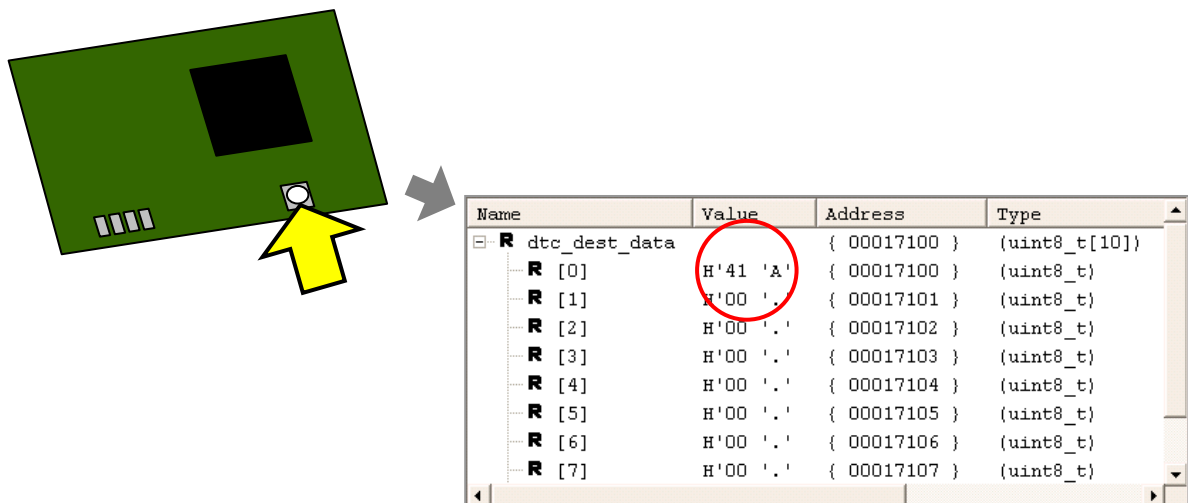 Name Value Address Type
R dtc_dest_data { 00017100 } (uint8_t[10])
R [0] H'41 'A' { 00017100 } (uint8_t)
R [1] H'00 '.' { 00017101 } (uint8_t)
R [2] H'00 '.' { 00017102 } (uint8_t)
R [3] H'00 '.' { 00017103 } (uint8_t)
R [4] H'00 '.' { 00017104 } (uint8_t)
R [5] H'00 '.' { 00017105 } (uint8_t)
R [6] H'00 '.' { 00017106 } (uint8_t)
R [7] H'00 '.' { 00017107 } (uint8_t)